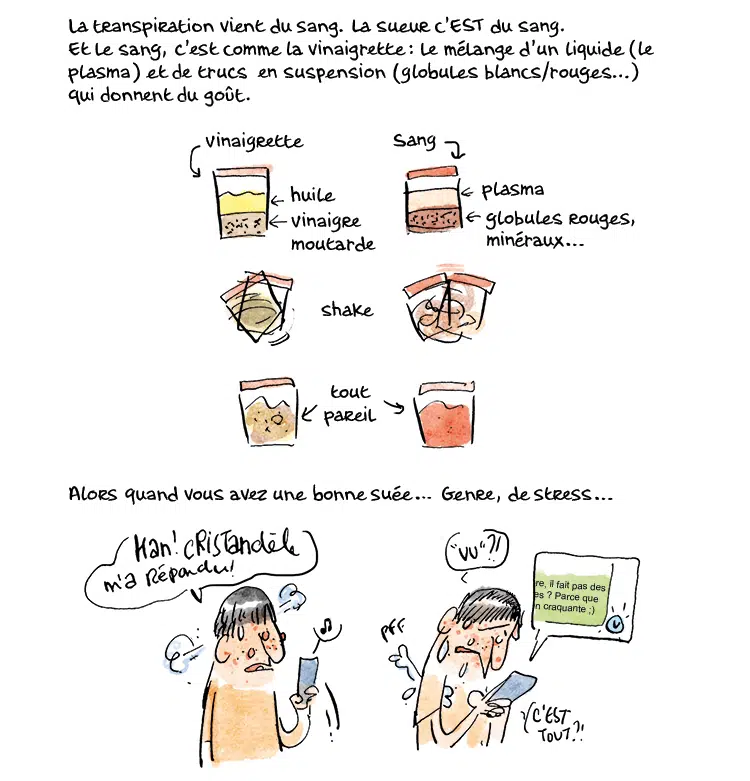 La transpiration vient du sang. La sueur c'EST du sang.
Et le sang, c'est comme la vinaigrette : le mélange d'un liquide (le
plasma) et de trucs en suspension (globules blancs/rouges...)
qui donnent du goût.
vinaigrette
sang
huile
vinaigre
moutarde
plasma
globules rouges,
minéraux...
shake
tout
pareil
Alors quand vous avez une bonne suée... Genre, de stress...
Han! CRISTANDÈLE
m'a RÉPONDU!
"VU"?!
re, il fait pas des
es ? Parce que
n craquante ;)
PFF
C'EST
TOUT?!